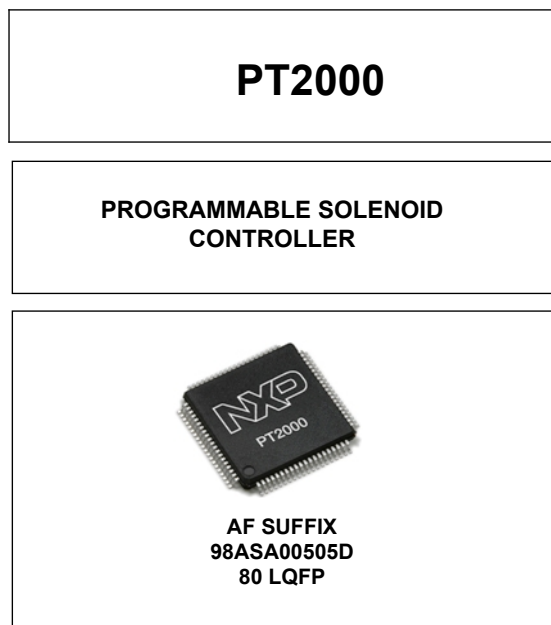 PT2000
PROGRAMMABLE SOLENOID
CONTROLLER
NXP
PT2000
AF SUFFIX
98ASA00505D
80 LQFP